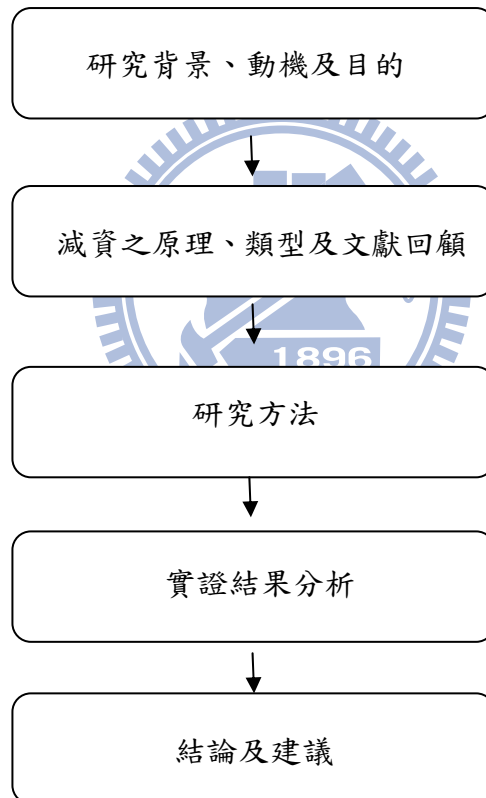 研究背景、動機及目的
減資之原理、類型及文獻回顧
1896
研究方法
實證結果分析
結論及建議